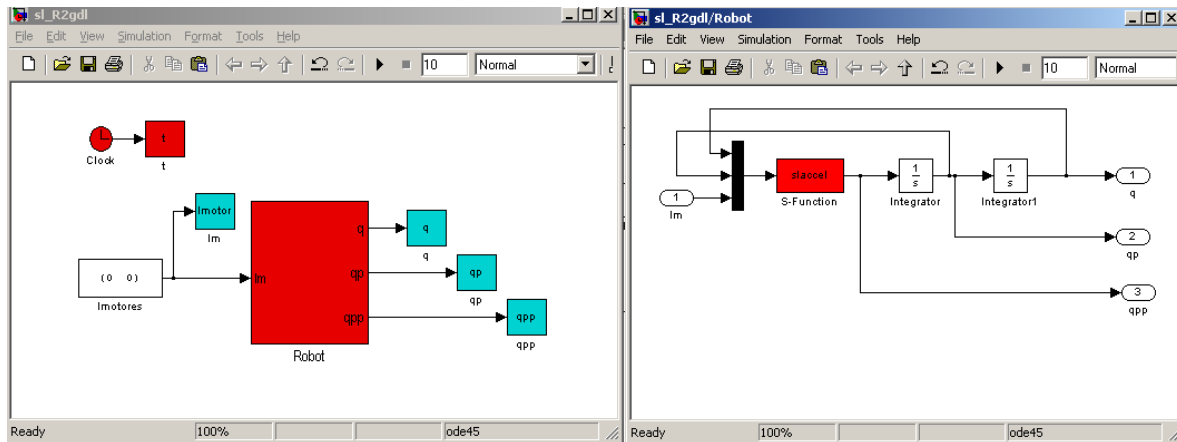 sl_R2gdl
File Edit View Simulation Format Tools Help
10 Normal
Clock
t
t
Imotor
Im
(0 0)
Imotores
Im
q
qp
qpp
Robot
q
q
qp
qp
qpp
qpp
Ready 100% ode45
sl_R2gdl/Robot
File Edit View Simulation Format Tools Help
10 Normal
1
Im
slaccel
S-Function
1
s
Integrator
1
s
Integrator1
1
q
2
qp
3
qpp
Ready 100% ode45